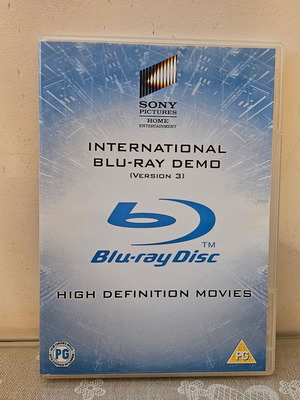 SONY
PICTURES
HOME
ENTERTAINMENT
INTERNATIONAL
BLU-RAY DEMO
(VERSION 3)
Blu-ray Disc TM
HIGH DEFINITION MOVIES
PG
PG